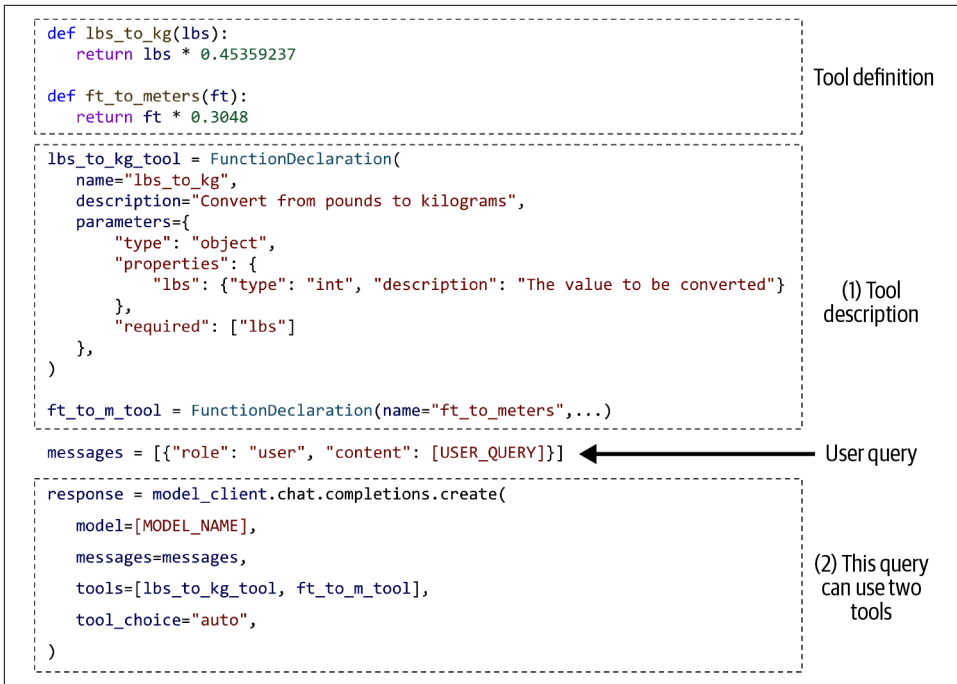 def lbs_to_kg(lbs):
return lbs * 0.45359237
def ft_to_meters(ft):
return ft * 0.3048
Tool definition
lbs_to_kg_tool = FunctionDeclaration(
name="lbs_to_kg",
description="Convert from pounds to kilograms",
parameters={
"type": "object",
"properties": {
"lbs": {"type": "int", "description": "The value to be converted"}
},
"required": ["lbs"]
},
)
ft_to_m_tool = FunctionDeclaration(name="ft_to_meters",...)
(1) Tool
description
messages = [{"role": "user", "content": [USER_QUERY]}]
User query
response = model_client.chat.completions.create(
model=[MODEL_NAME],
messages=messages,
tools=[lbs_to_kg_tool, ft_to_m_tool],
tool_choice="auto",
)
(2) This query
can use two
tools